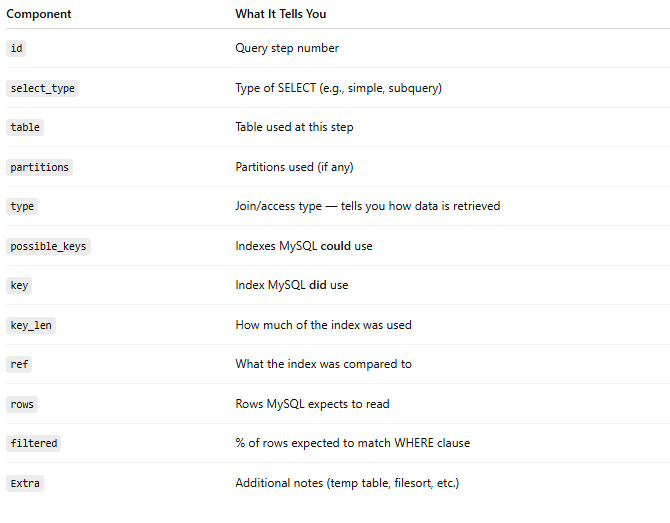 Component What It Tells You
id Query step number
select_type Type of SELECT (e.g., simple, subquery)
table Table used at this step
partitions Partitions used (if any)
type Join/access type — tells you how data is retrieved
possible_keys Indexes MySQL could use
key Index MySQL did use
key_len How much of the index was used
ref What the index was compared to
rows Rows MySQL expects to read
filtered % of rows expected to match WHERE clause
Extra Additional notes (temp table, filesort, etc.)